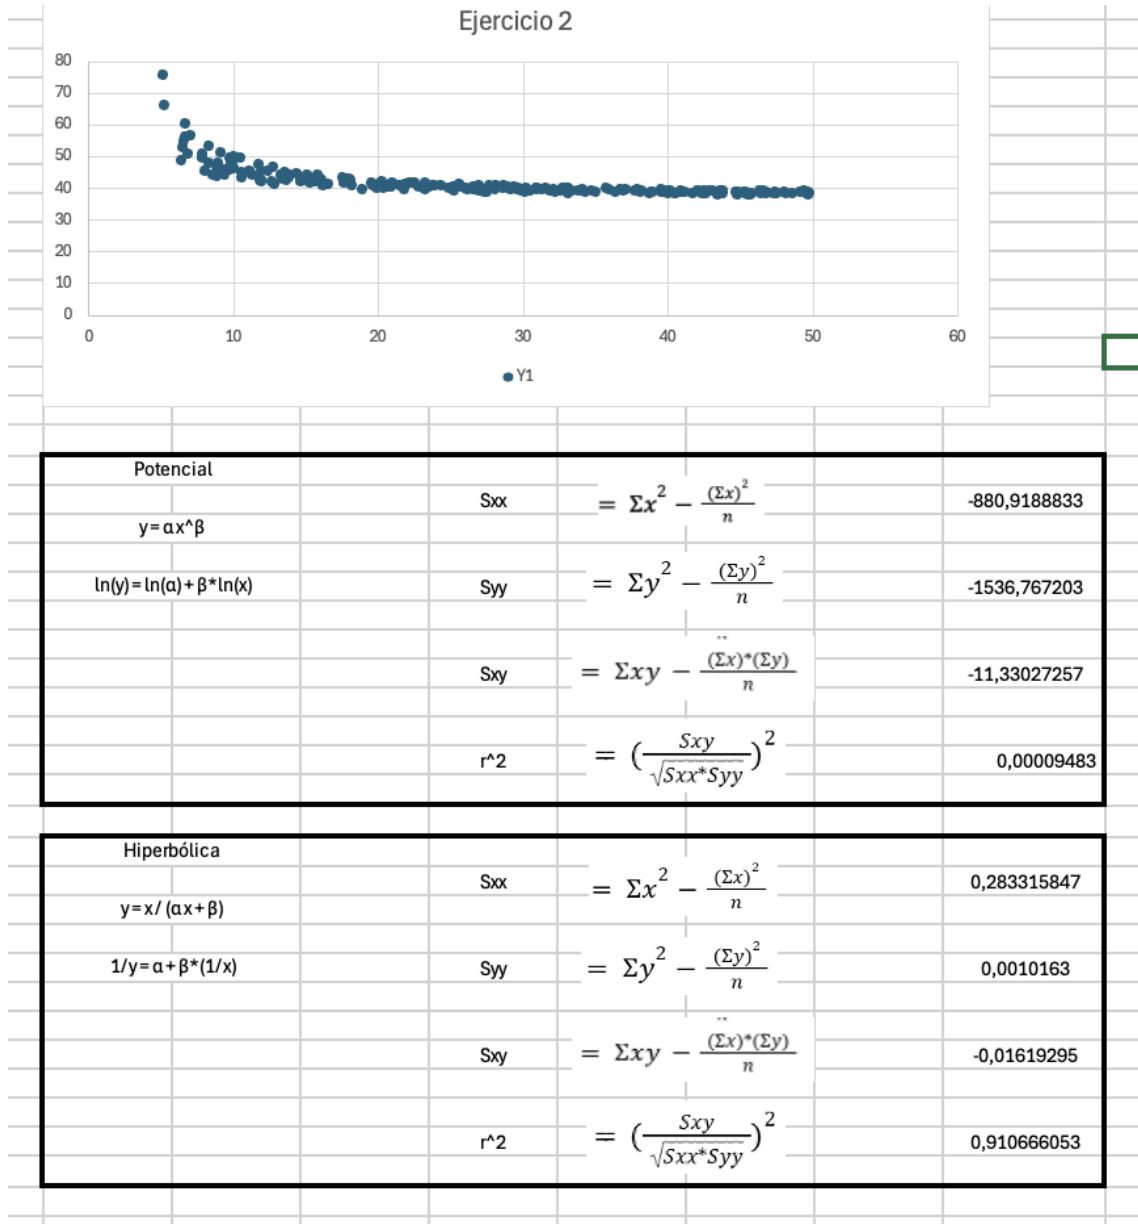 Ejercicio 2
80
70
60
50
40
30
20
10
0
0 10 20 30 40 50 60
Y1
Potencial
Sxx = Σx² − (Σx)²/n -880,9188833
y=αx^β
ln(y)=ln(α)+β*ln(x) Syy = Σy² − (Σy)²/n -1536,767203
Sxy = Σxy − (Σx)*(Σy)/n -11,33027257
r^2 = (Sxy/√Sxx*Syy)² 0,00009483
Hiperbólica
Sxx = Σx² − (Σx)²/n 0,283315847
y=x/(αx+β)
1/y=α+β*(1/x) Syy = Σy² − (Σy)²/n 0,0010163
Sxy = Σxy − (Σx)*(Σy)/n -0,01619295
r^2 = (Sxy/√Sxx*Syy)² 0,910666053